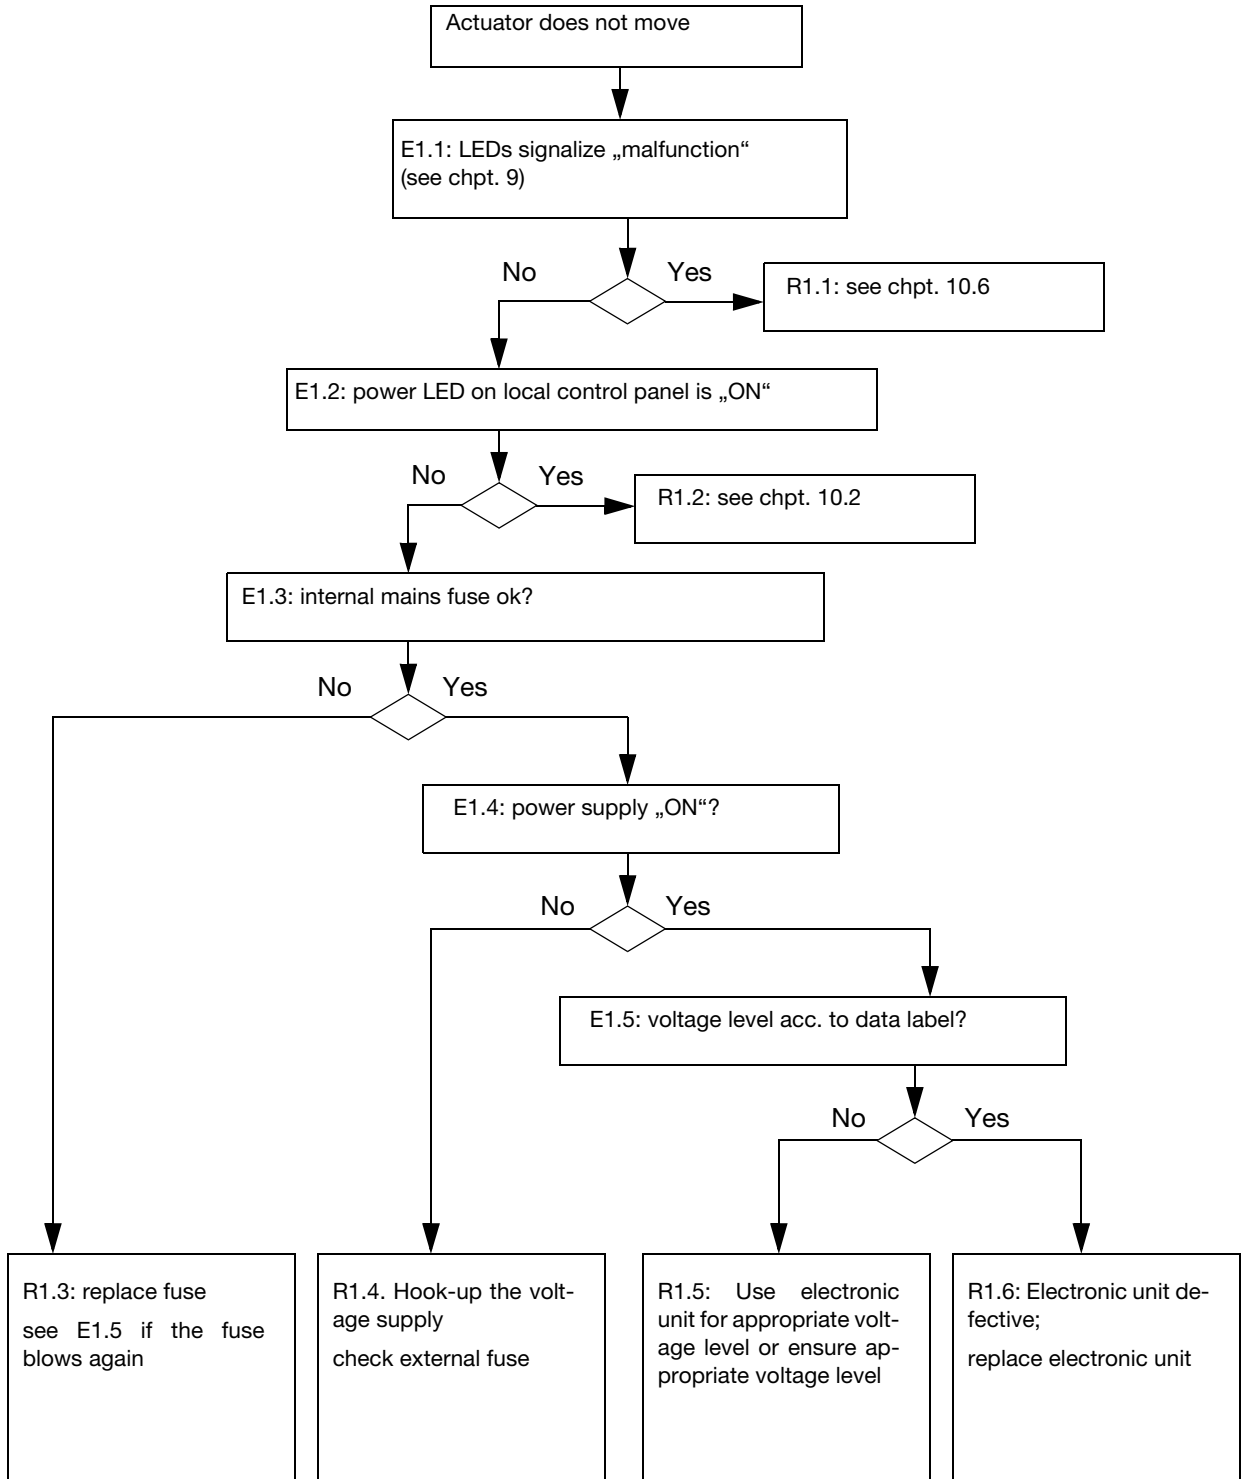 Actuator does not move
E1.1: LEDs signalize „malfunction“
(see chpt. 9)
No
Yes
R1.1: see chpt. 10.6
E1.2: power LED on local control panel is „ON“
No
Yes
R1.2: see chpt. 10.2
E1.3: internal mains fuse ok?
No
Yes
E1.4: power supply „ON“?
No
Yes
E1.5: voltage level acc. to data label?
No
Yes
R1.3: replace fuse
see E1.5 if the fuse
blows again
R1.4. Hook-up the volt-
age supply
check external fuse
R1.5: Use electronic
unit for appropriate volt-
age level or ensure ap-
propriate voltage level
R1.6: Electronic unit de-
fective;
replace electronic unit